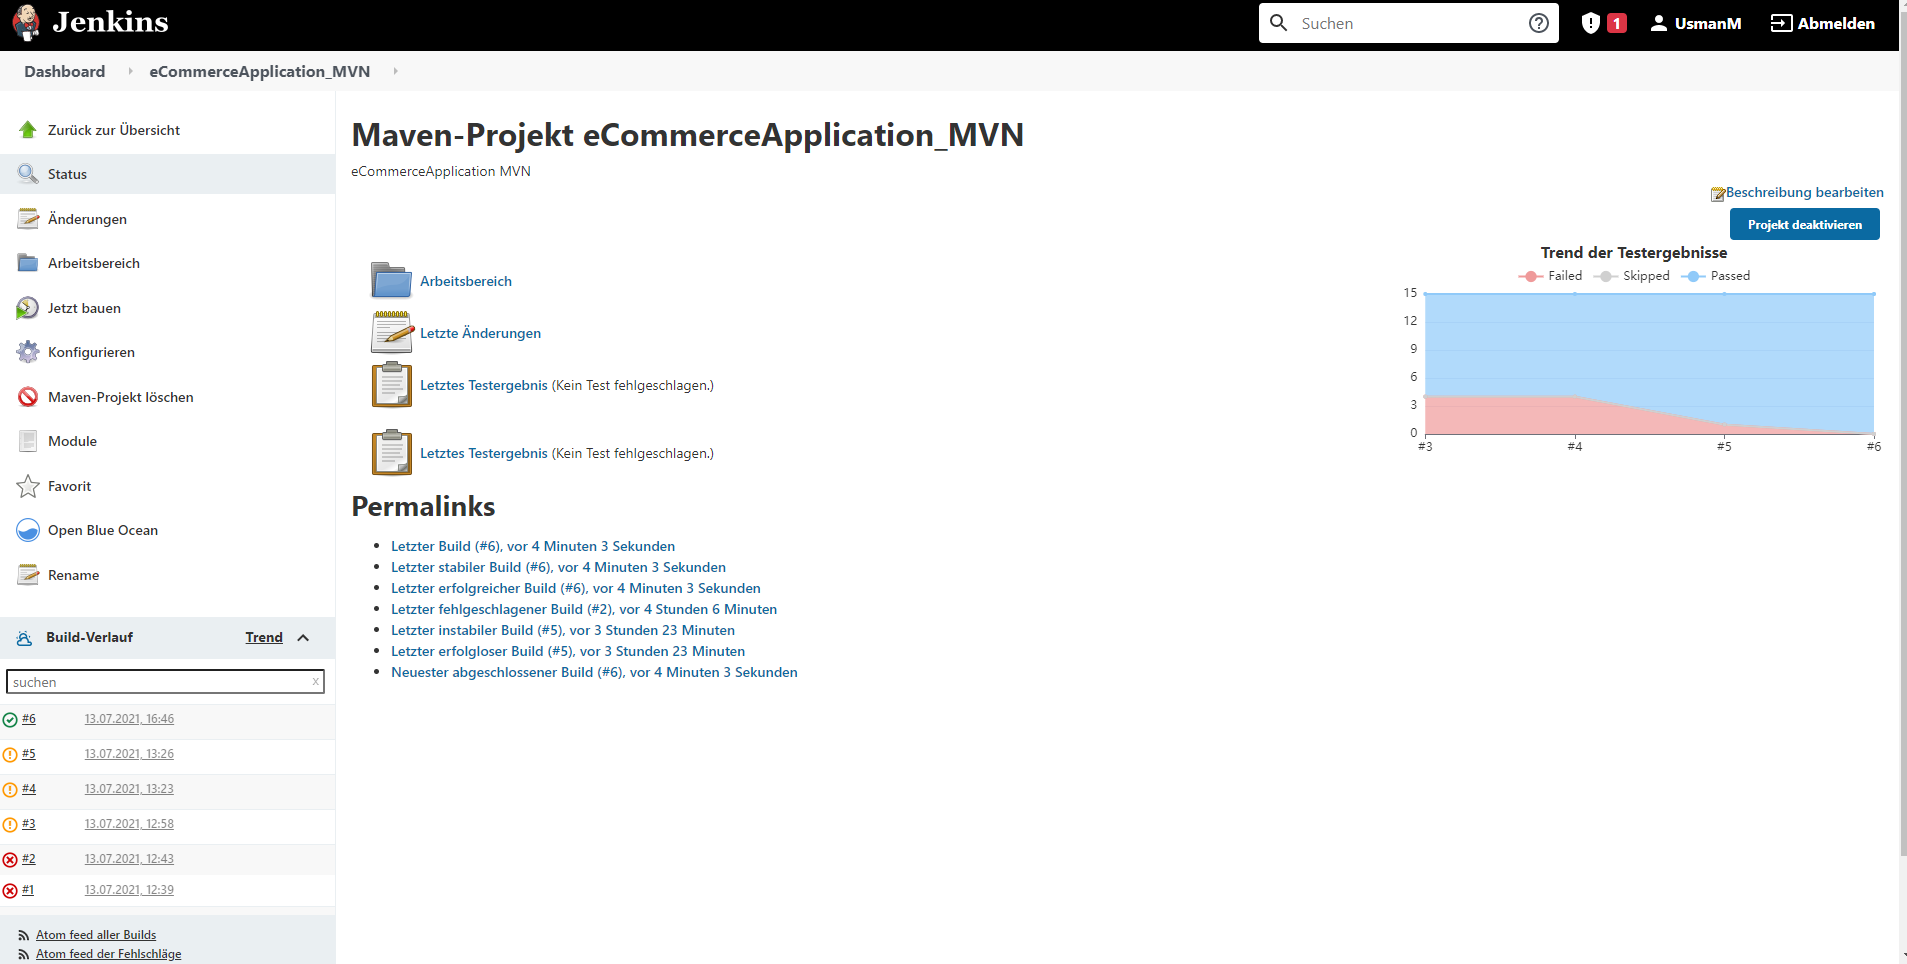 Jenkins
Suchen
1
UsmanM
Abmelden
Dashboard
eCommerceApplication_MVN
Zurück zur Übersicht
Status
Änderungen
Arbeitsbereich
Jetzt bauen
Konfigurieren
Maven-Projekt löschen
Module
Favorit
Open Blue Ocean
Rename
Build-Verlauf
Trend
suchen
x
#6 13.07.2021, 16:46
#5 13.07.2021, 13:26
#4 13.07.2021, 13:23
#3 13.07.2021, 12:58
#2 13.07.2021, 12:43
#1 13.07.2021, 12:39
Atom feed aller Builds
Atom feed der Fehlschläge
Maven-Projekt eCommerceApplication_MVN
eCommerceApplication MVN
Beschreibung bearbeiten
Projekt deaktivieren
Arbeitsbereich
Letzte Änderungen
Letztes Testergebnis (Kein Test fehlgeschlagen.)
Letztes Testergebnis (Kein Test fehlgeschlagen.)
Trend der Testergebnisse
Failed Skipped Passed
15
12
9
6
3
0
#3 #4 #5 #6
Permalinks
Letzter Build (#6), vor 4 Minuten 3 Sekunden
Letzter stabiler Build (#6), vor 4 Minuten 3 Sekunden
Letzter erfolgreicher Build (#6), vor 4 Minuten 3 Sekunden
Letzter fehlgeschlagener Build (#2), vor 4 Stunden 6 Minuten
Letzter instabiler Build (#5), vor 3 Stunden 23 Minuten
Letzter erfolgloser Build (#5), vor 3 Stunden 23 Minuten
Neuester abgeschlossener Build (#6), vor 4 Minuten 3 Sekunden